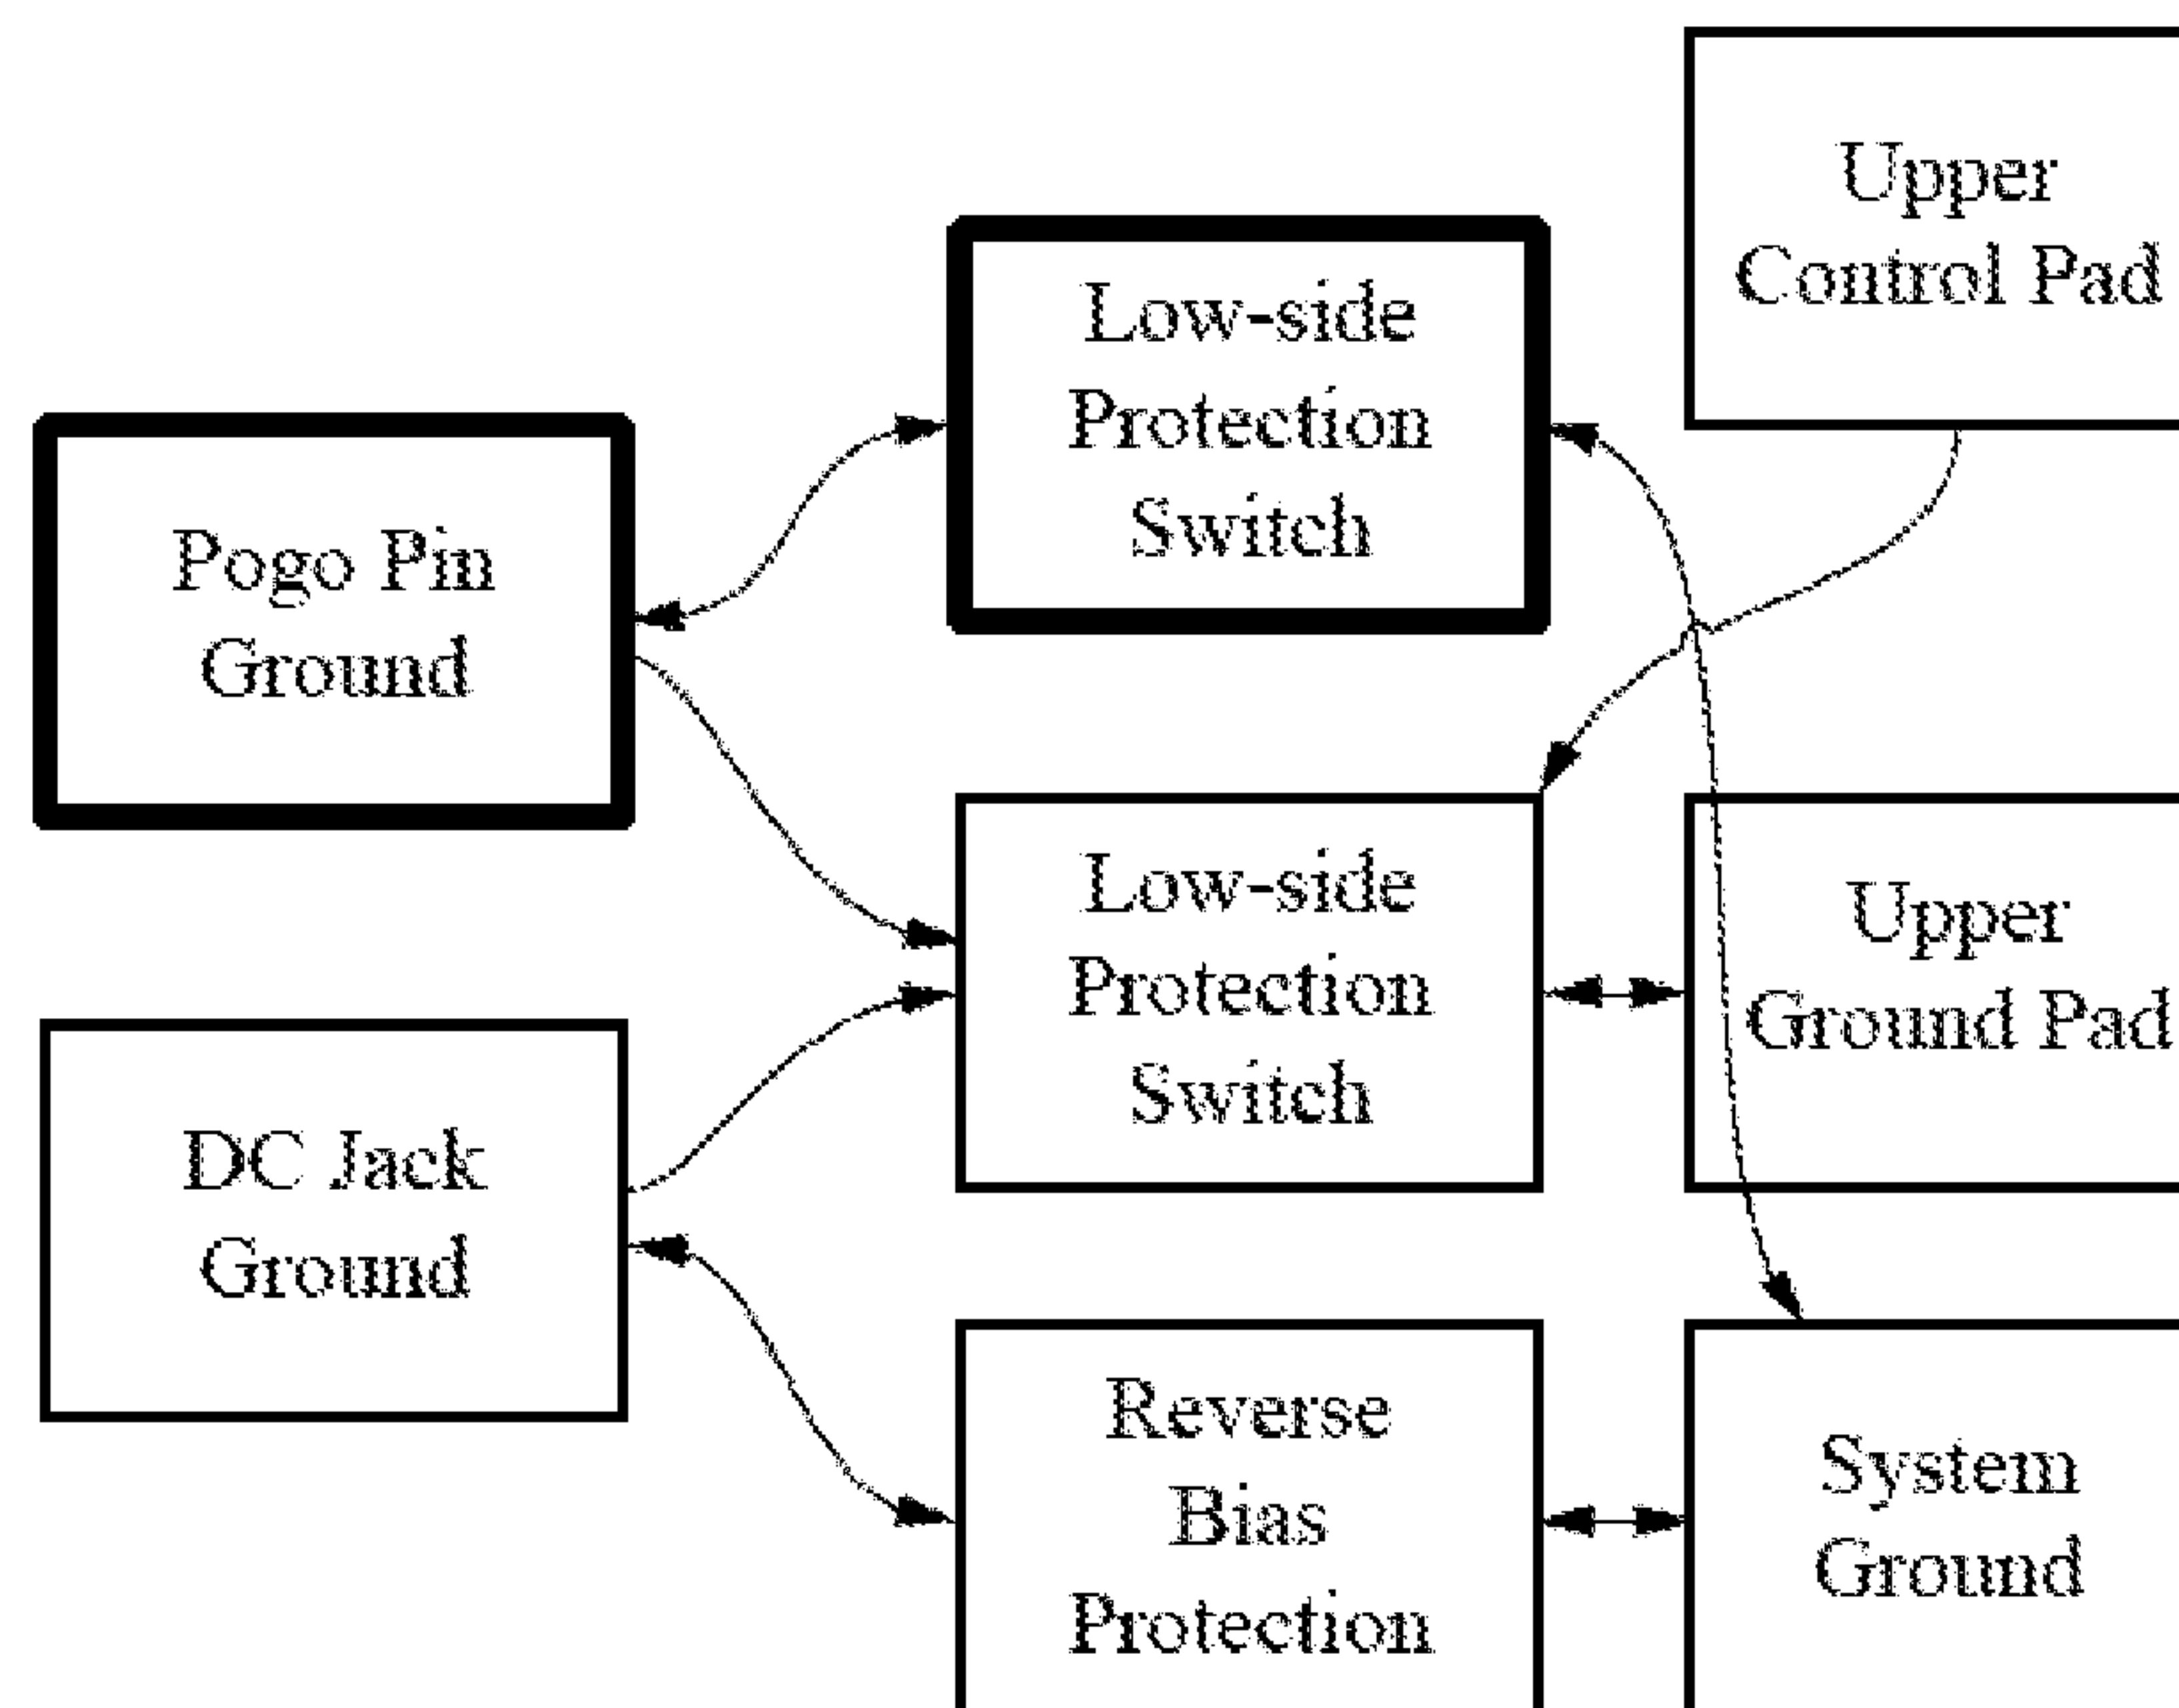 Upper
Control Pad
Low-side
Protection
Switch
Pogo Pin
Ground
Low-side
Protection
Switch
Upper
Ground Pad
DC Jack
Ground
Reverse
Bias
Protection
System
Ground